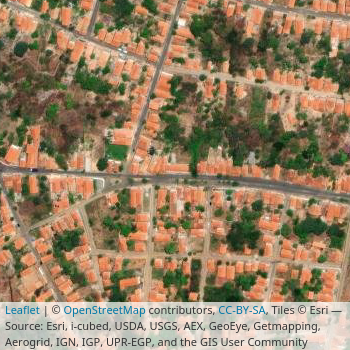 Leaflet | © OpenStreetMap contributors, CC-BY-SA, Tiles © Esri —
Source: Esri, i-cubed, USDA, USGS, AEX, GeoEye, Getmapping,
Aerogrid, IGN, IGP, UPR-EGP, and the GIS User Community